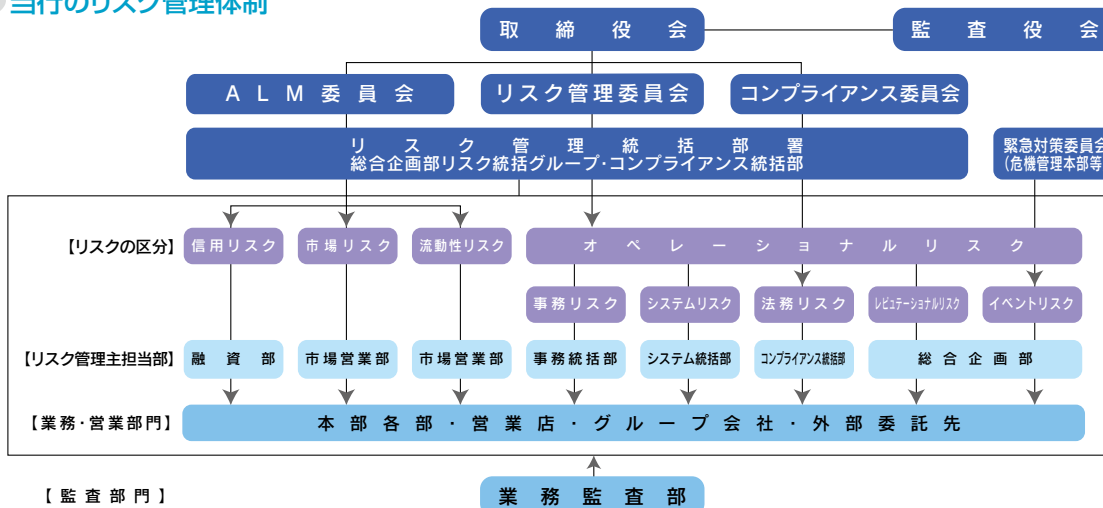 当行のリスク管理体制
取締役会
監査役会
ALM委員会
リスク管理委員会
コンプライアンス委員会
リスク管理統括部署
総合企画部リスク統括グループ・コンプライアンス統括部
緊急対策委員会
(危機管理本部等
【リスクの区分】
信用リスク
市場リスク
流動性リスク
オペレーショナルリスク
事務リスク
システムリスク
法務リスク
レピュテーショナルリスク
イベントリスク
【リスク管理主担当部】
融資部
市場営業部
市場営業部
事務統括部
システム統括部
コンプライアンス統括部
総合企画部
【業務・営業部門】
本部各部・営業店・グループ会社・外部委託先
【監査部門】
業務監査部